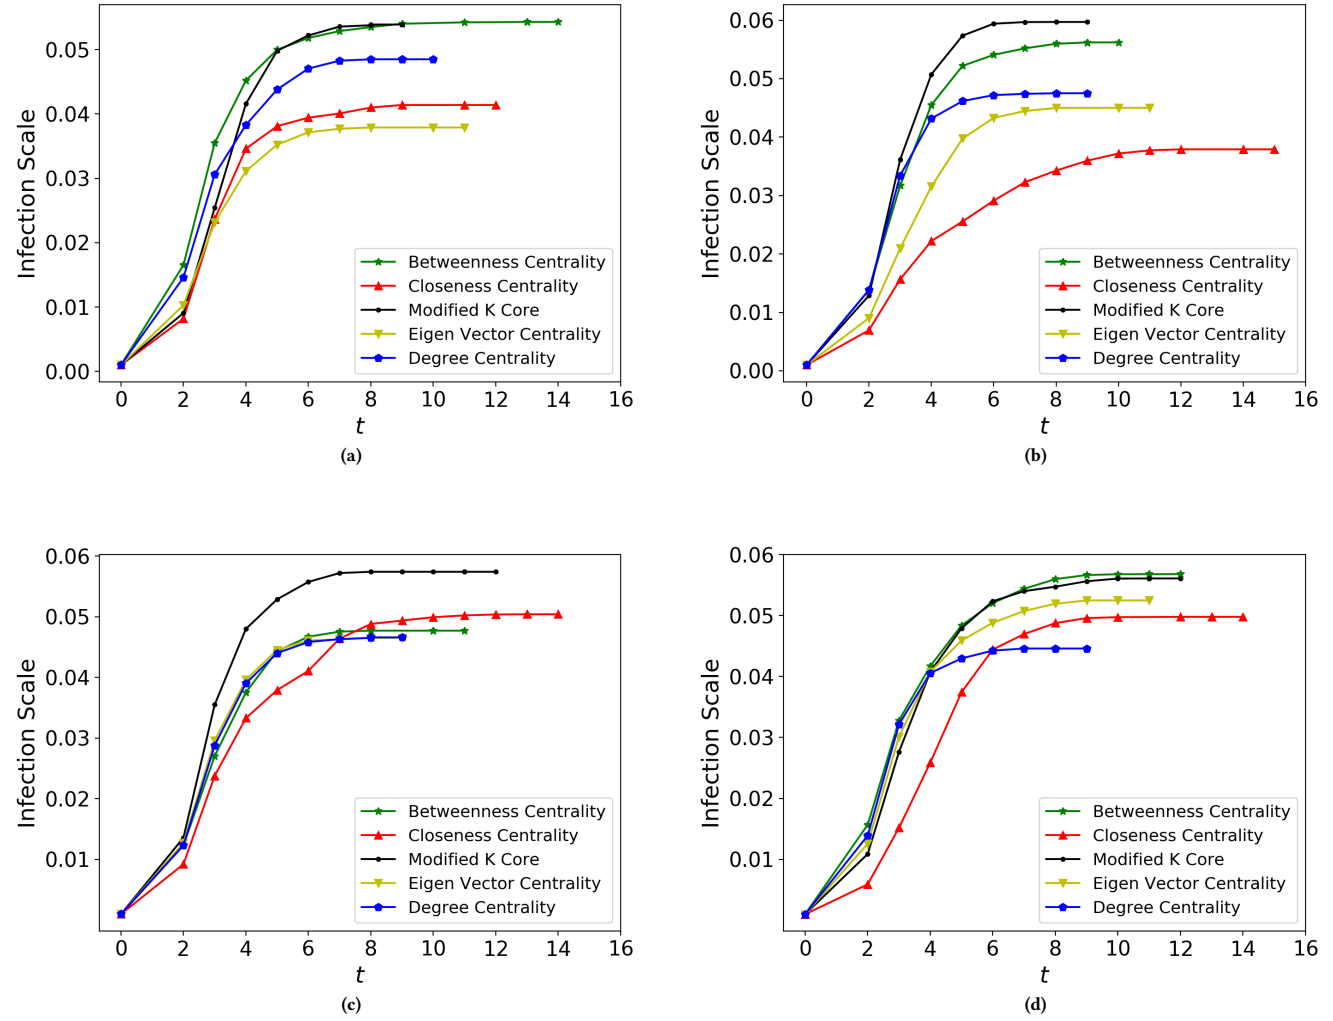 0.05
0.04
0.03
0.02
0.01
0.00
Infection Scale
Betweenness Centrality
Closeness Centrality
Modified K Core
Eigen Vector Centrality
Degree Centrality
0 2 4 6 8 10 12 14 16
t
(a)
0.06
0.05
0.04
0.03
0.02
0.01
0.00
Infection Scale
Betweenness Centrality
Closeness Centrality
Modified K Core
Eigen Vector Centrality
Degree Centrality
0 2 4 6 8 10 12 14 16
t
(b)
0.06
0.05
0.04
0.03
0.02
0.01
Infection Scale
Betweenness Centrality
Closeness Centrality
Modified K Core
Eigen Vector Centrality
Degree Centrality
0 2 4 6 8 10 12 14 16
t
(c)
0.06
0.05
0.04
0.03
0.02
0.01
Infection Scale
Betweenness Centrality
Closeness Centrality
Modified K Core
Eigen Vector Centrality
Degree Centrality
0 2 4 6 8 10 12 14 16
t
(d)